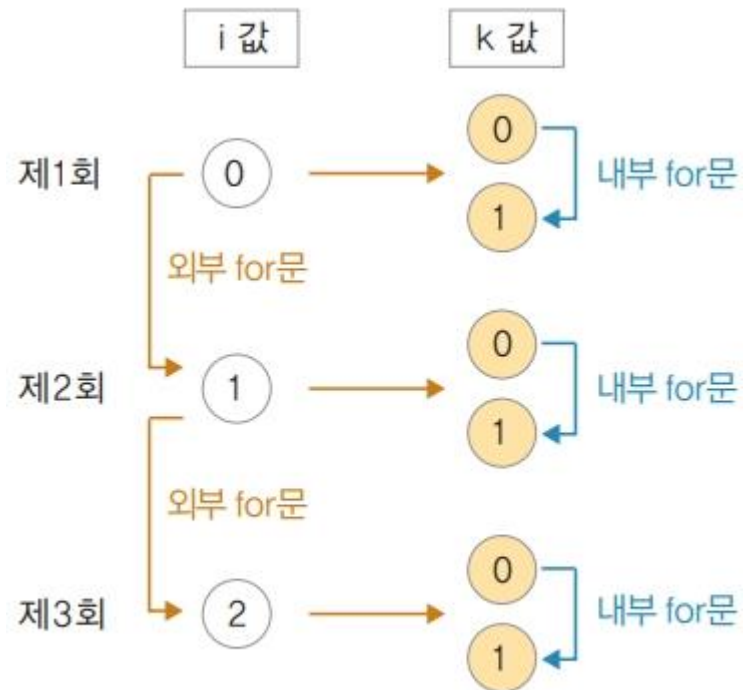 i 값 k 값
0
제1회 0 내부 for문
1
외부 for문
0
제2회 1 내부 for문
1
외부 for문
0
제3회 2 내부 for문
1